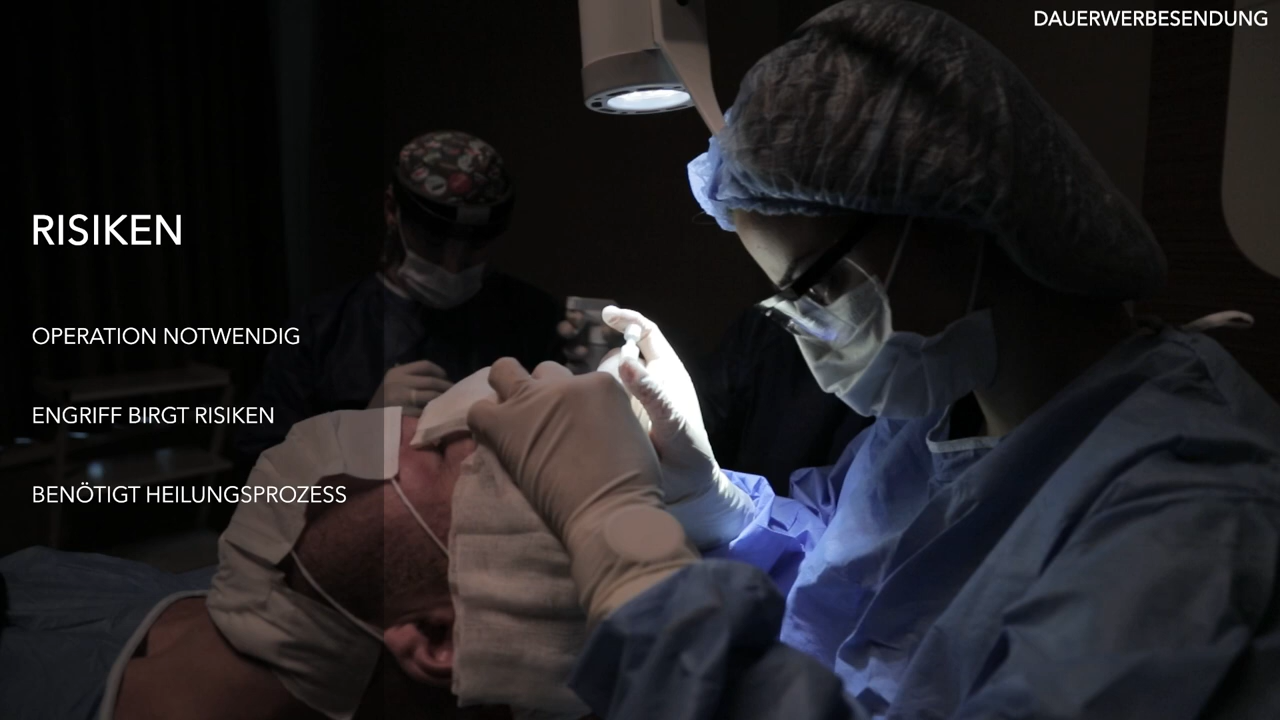 DAUERWERBESENDUNG
RISIKEN
OPERATION NOTWENDIG
ENGRIFF BIRGT RISIKEN
BENÖTIGT HEILUNGSPROZESS